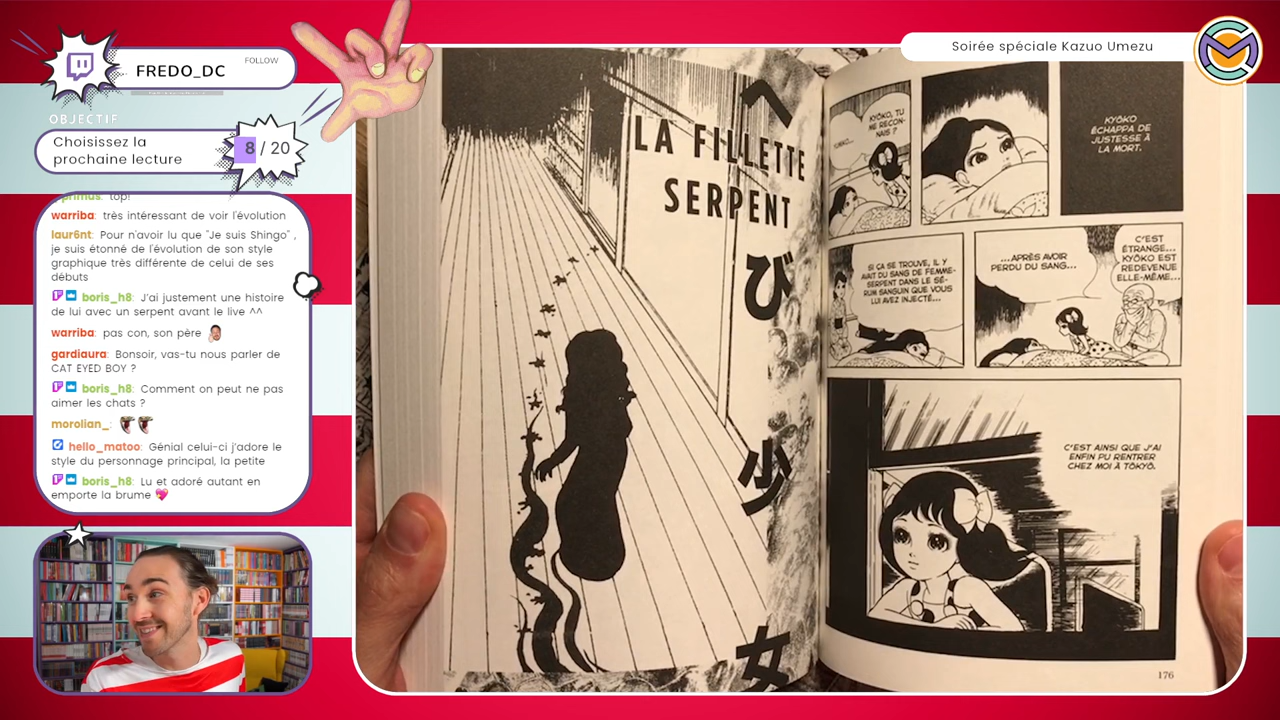 FREDO_DC
FOLLOW
OBJECTIF
Choisissez la
prochaine lecture
8 / 20
primus: top!
warriba: très intéressant de voir l'évolution
laur6nt: Pour n'avoir lu que "Je suis Shingo" ,
je suis étonné de l'évolution de son style
graphique très différente de celui de ses
débuts
boris_h8: J'ai justement une histoire
de lui avec un serpent avant le live ^^
warriba: pas con, son père
gardiaura: Bonsoir, vas-tu nous parler de
CAT EYED BOY ?
boris_h8: Comment on peut ne pas
aimer les chats ?
morolian_:
hello_matoo: Génial celui-ci j'adore le
style du personnage principal, la petite
boris_h8: Lu et adoré autant en
emporte la brume
Soirée spéciale Kazuo Umezu
LA FILLETTE
SERPENT
へ
び
少
女
KYÔKO, TU
ME RECON-
NAIS ?
KYÔKO
ÉCHAPPA DE
JUSTESSE À
LA MORT.
SI ÇA SE TROUVE, IL Y
AVAIT DU SANG DE FEMME-
SERPENT DANS LE SÉ-
RUM SANGUIN QUE VOUS
LUI AVEZ INJECTÉ...
...APRÈS AVOIR
PERDU DU SANG...
C'EST
ÉTRANGE...
KYÔKO EST
REDEVENUE
ELLE-MÊME...
C'EST AINSI QUE J'AI
ENFIN PU RENTRER
CHEZ MOI À TÔKYÔ.
176